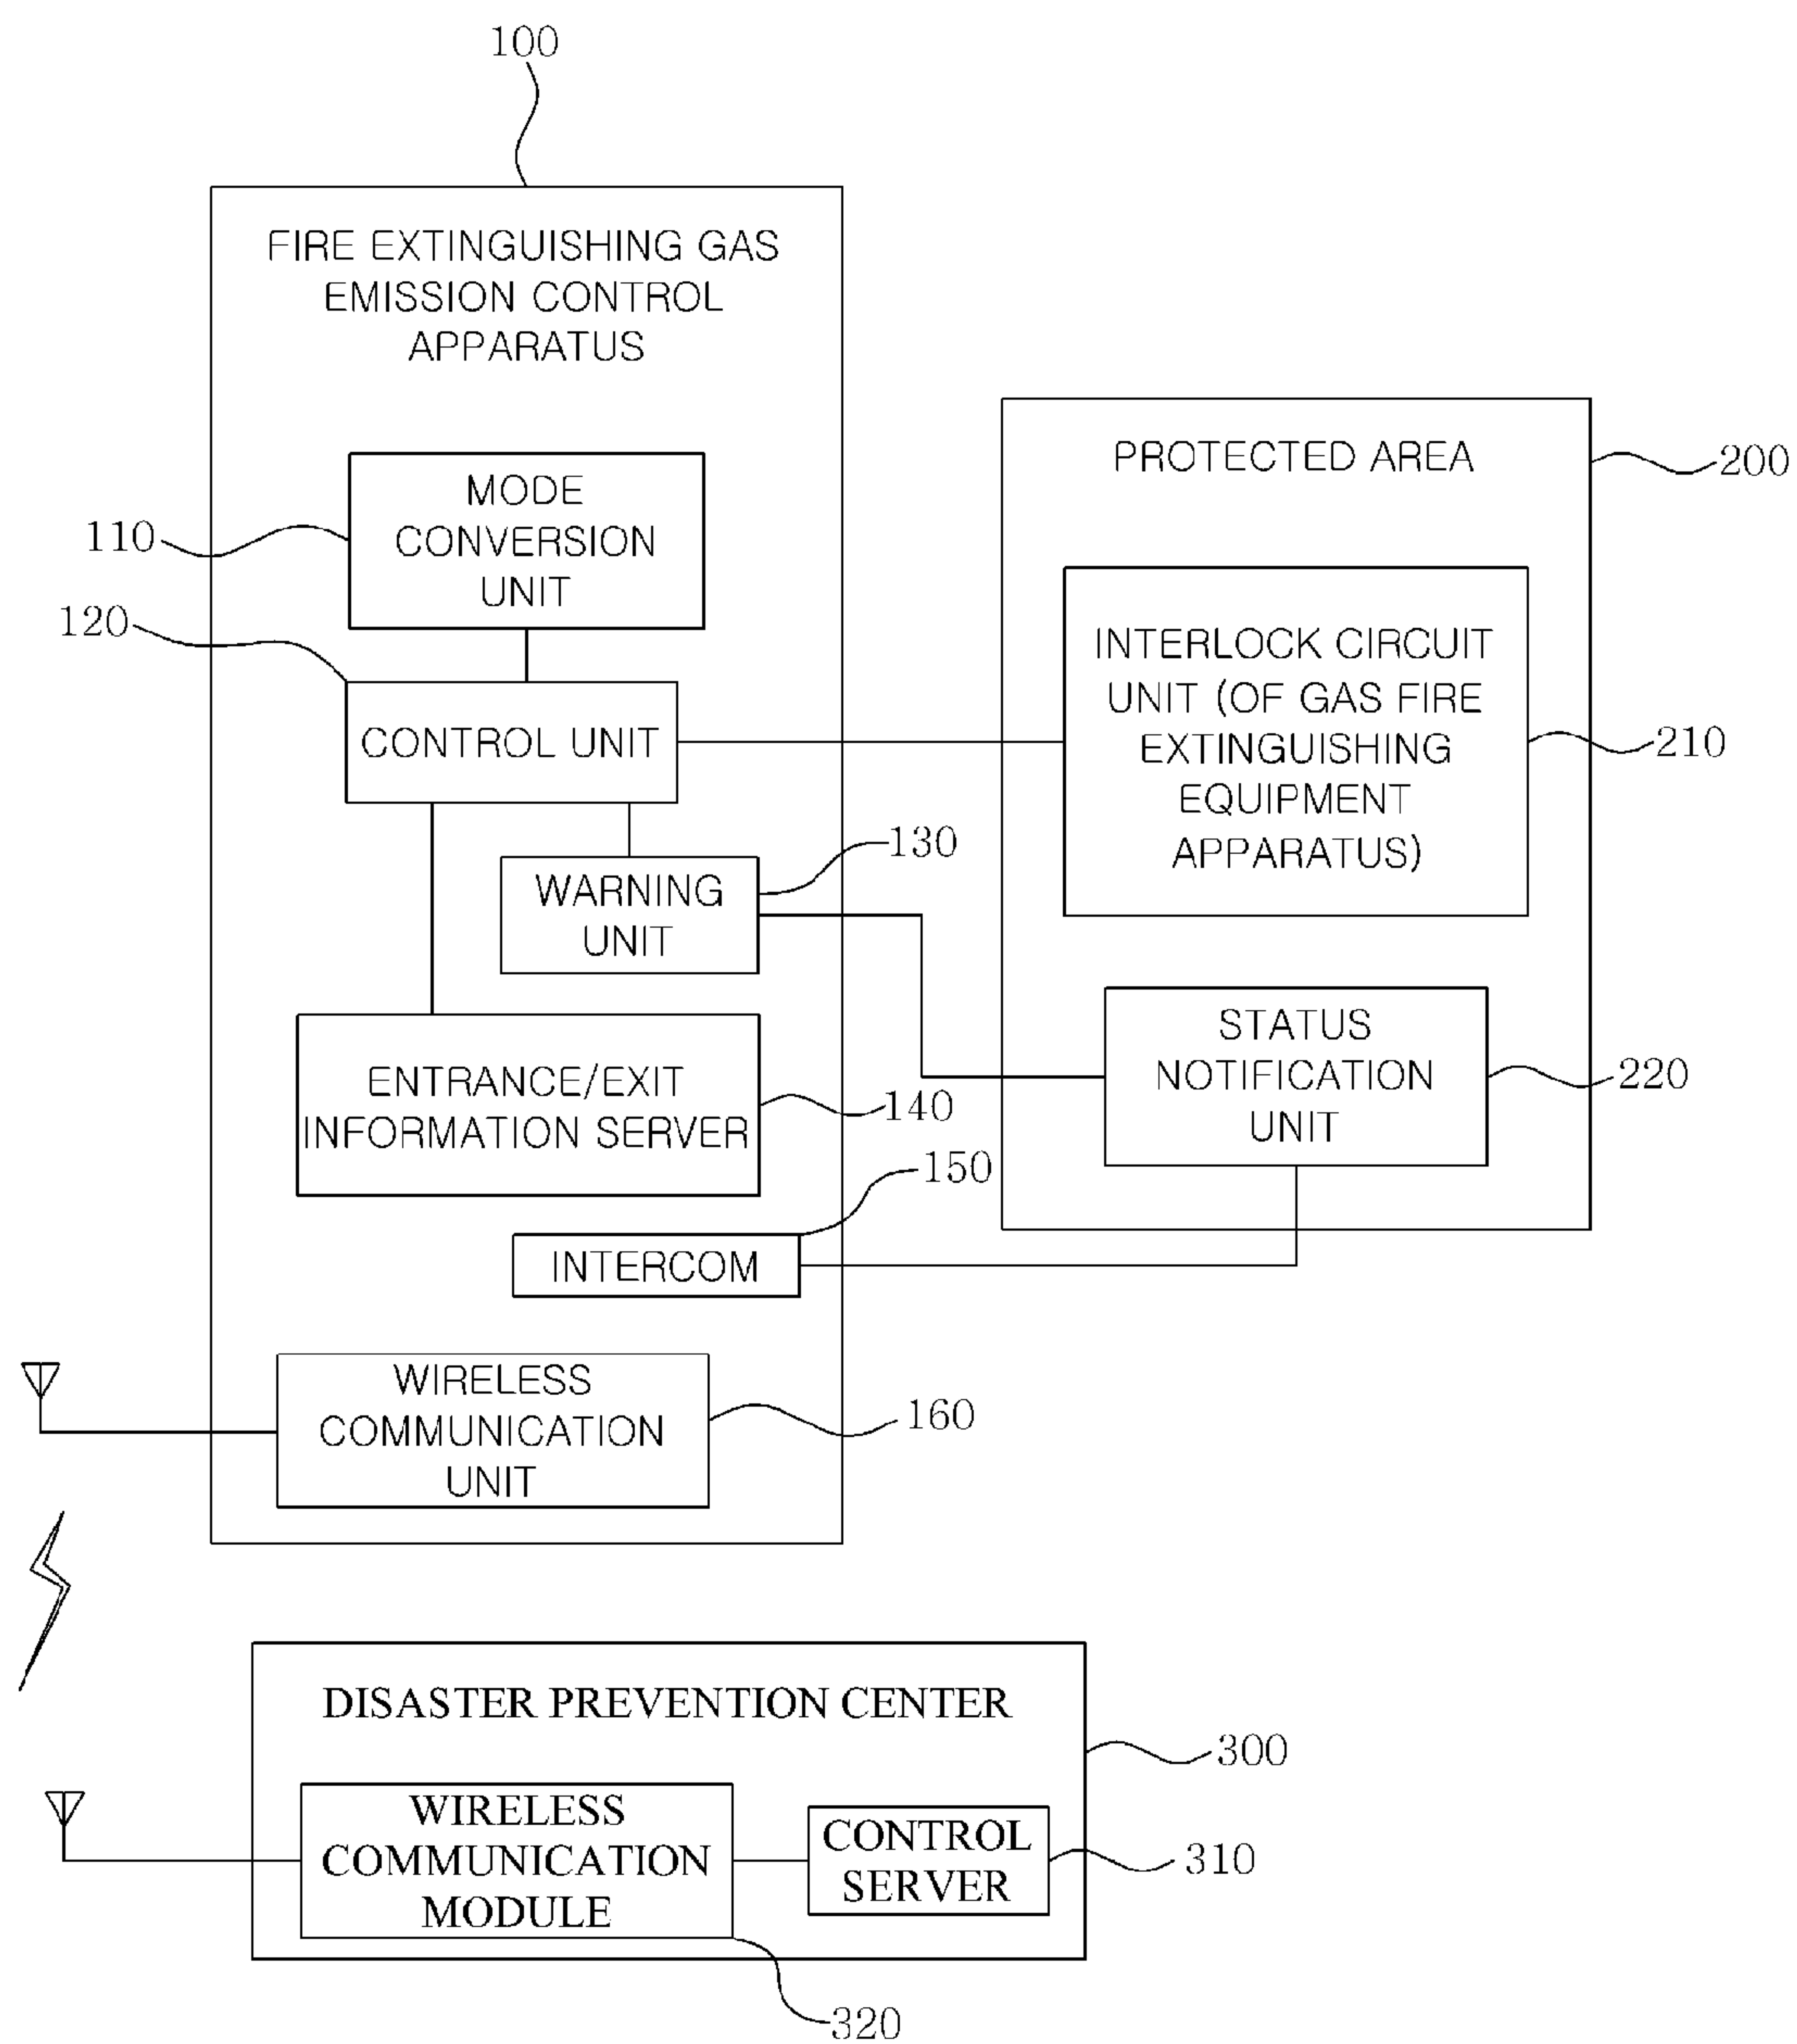 100
FIRE EXTINGUISHING GAS
EMISSION CONTROL
APPARATUS
MODE
CONVERSION
UNIT
110
120
CONTROL UNIT
130
WARNING
UNIT
ENTRANCE/EXIT
INFORMATION SERVER
140
150
INTERCOM
WIRELESS
COMMUNICATION
UNIT
160
PROTECTED AREA
200
INTERLOCK CIRCUIT
UNIT (OF GAS FIRE
EXTINGUISHING
EQUIPMENT
APPARATUS)
210
STATUS
NOTIFICATION
UNIT
220
DISASTER PREVENTION CENTER
300
WIRELESS
COMMUNICATION
MODULE
CONTROL
SERVER
310
320